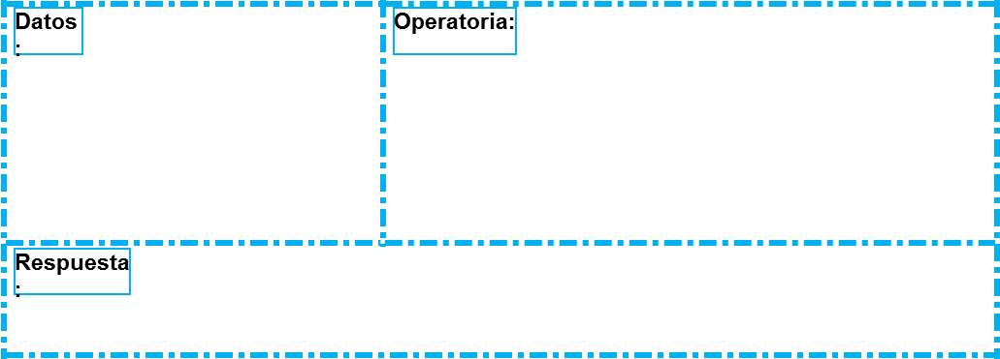 Datos
:
Operatoria:
Respuesta
: